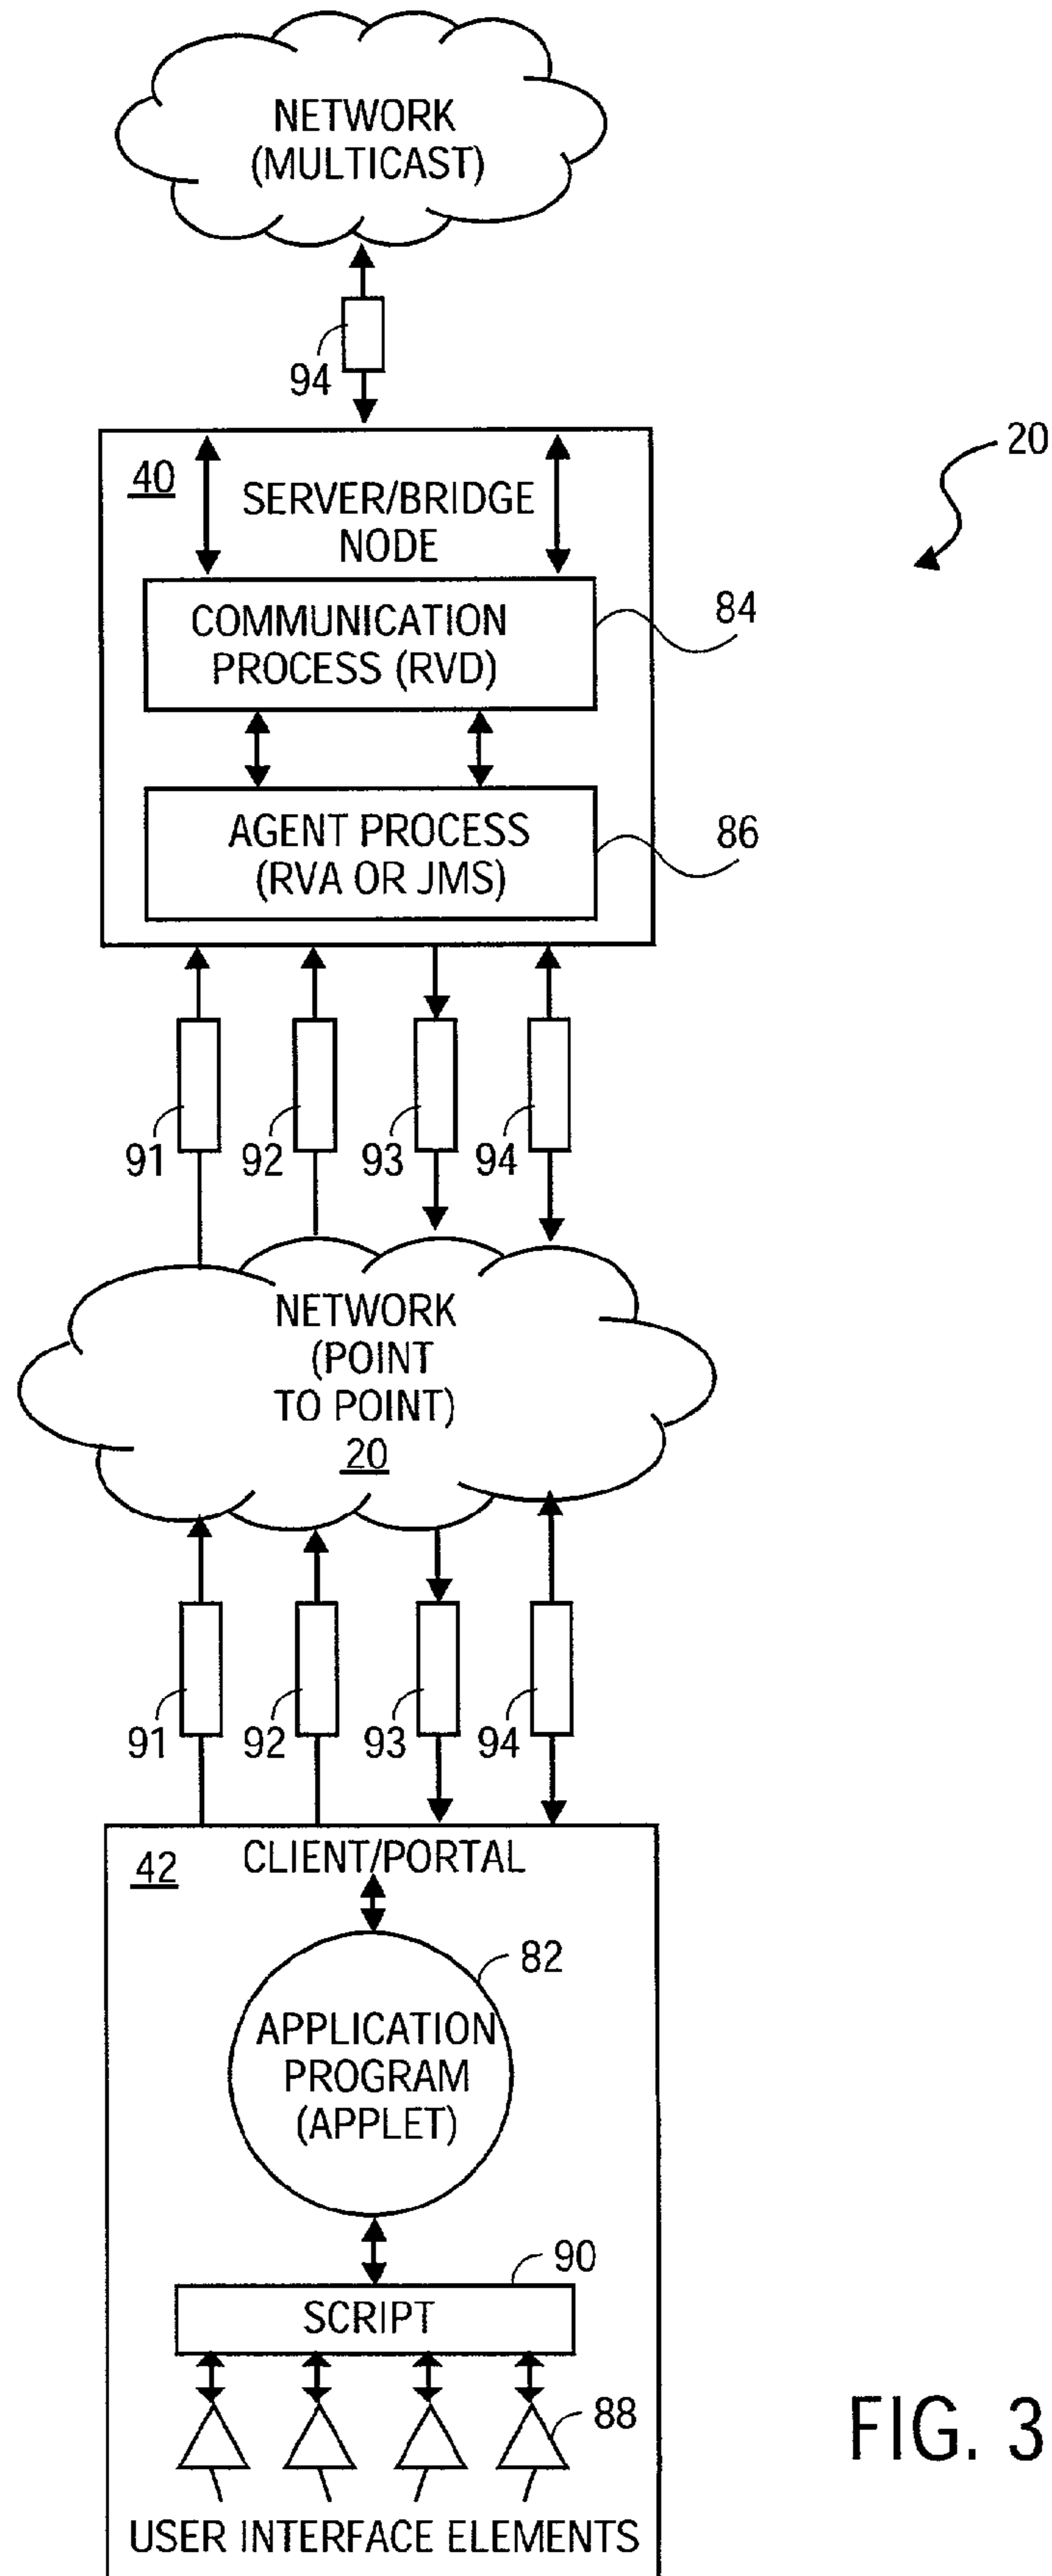 NETWORK
(MULTICAST)
94
20
40
SERVER/BRIDGE
NODE
COMMUNICATION
PROCESS (RVD)
84
AGENT PROCESS
(RVA OR JMS)
86
91
92
93
94
NETWORK
(POINT
TO POINT)
20
91
92
93
94
42
CLIENT/PORTAL
82
APPLICATION
PROGRAM
(APPLET)
90
SCRIPT
88
USER INTERFACE ELEMENTS
FIG. 3